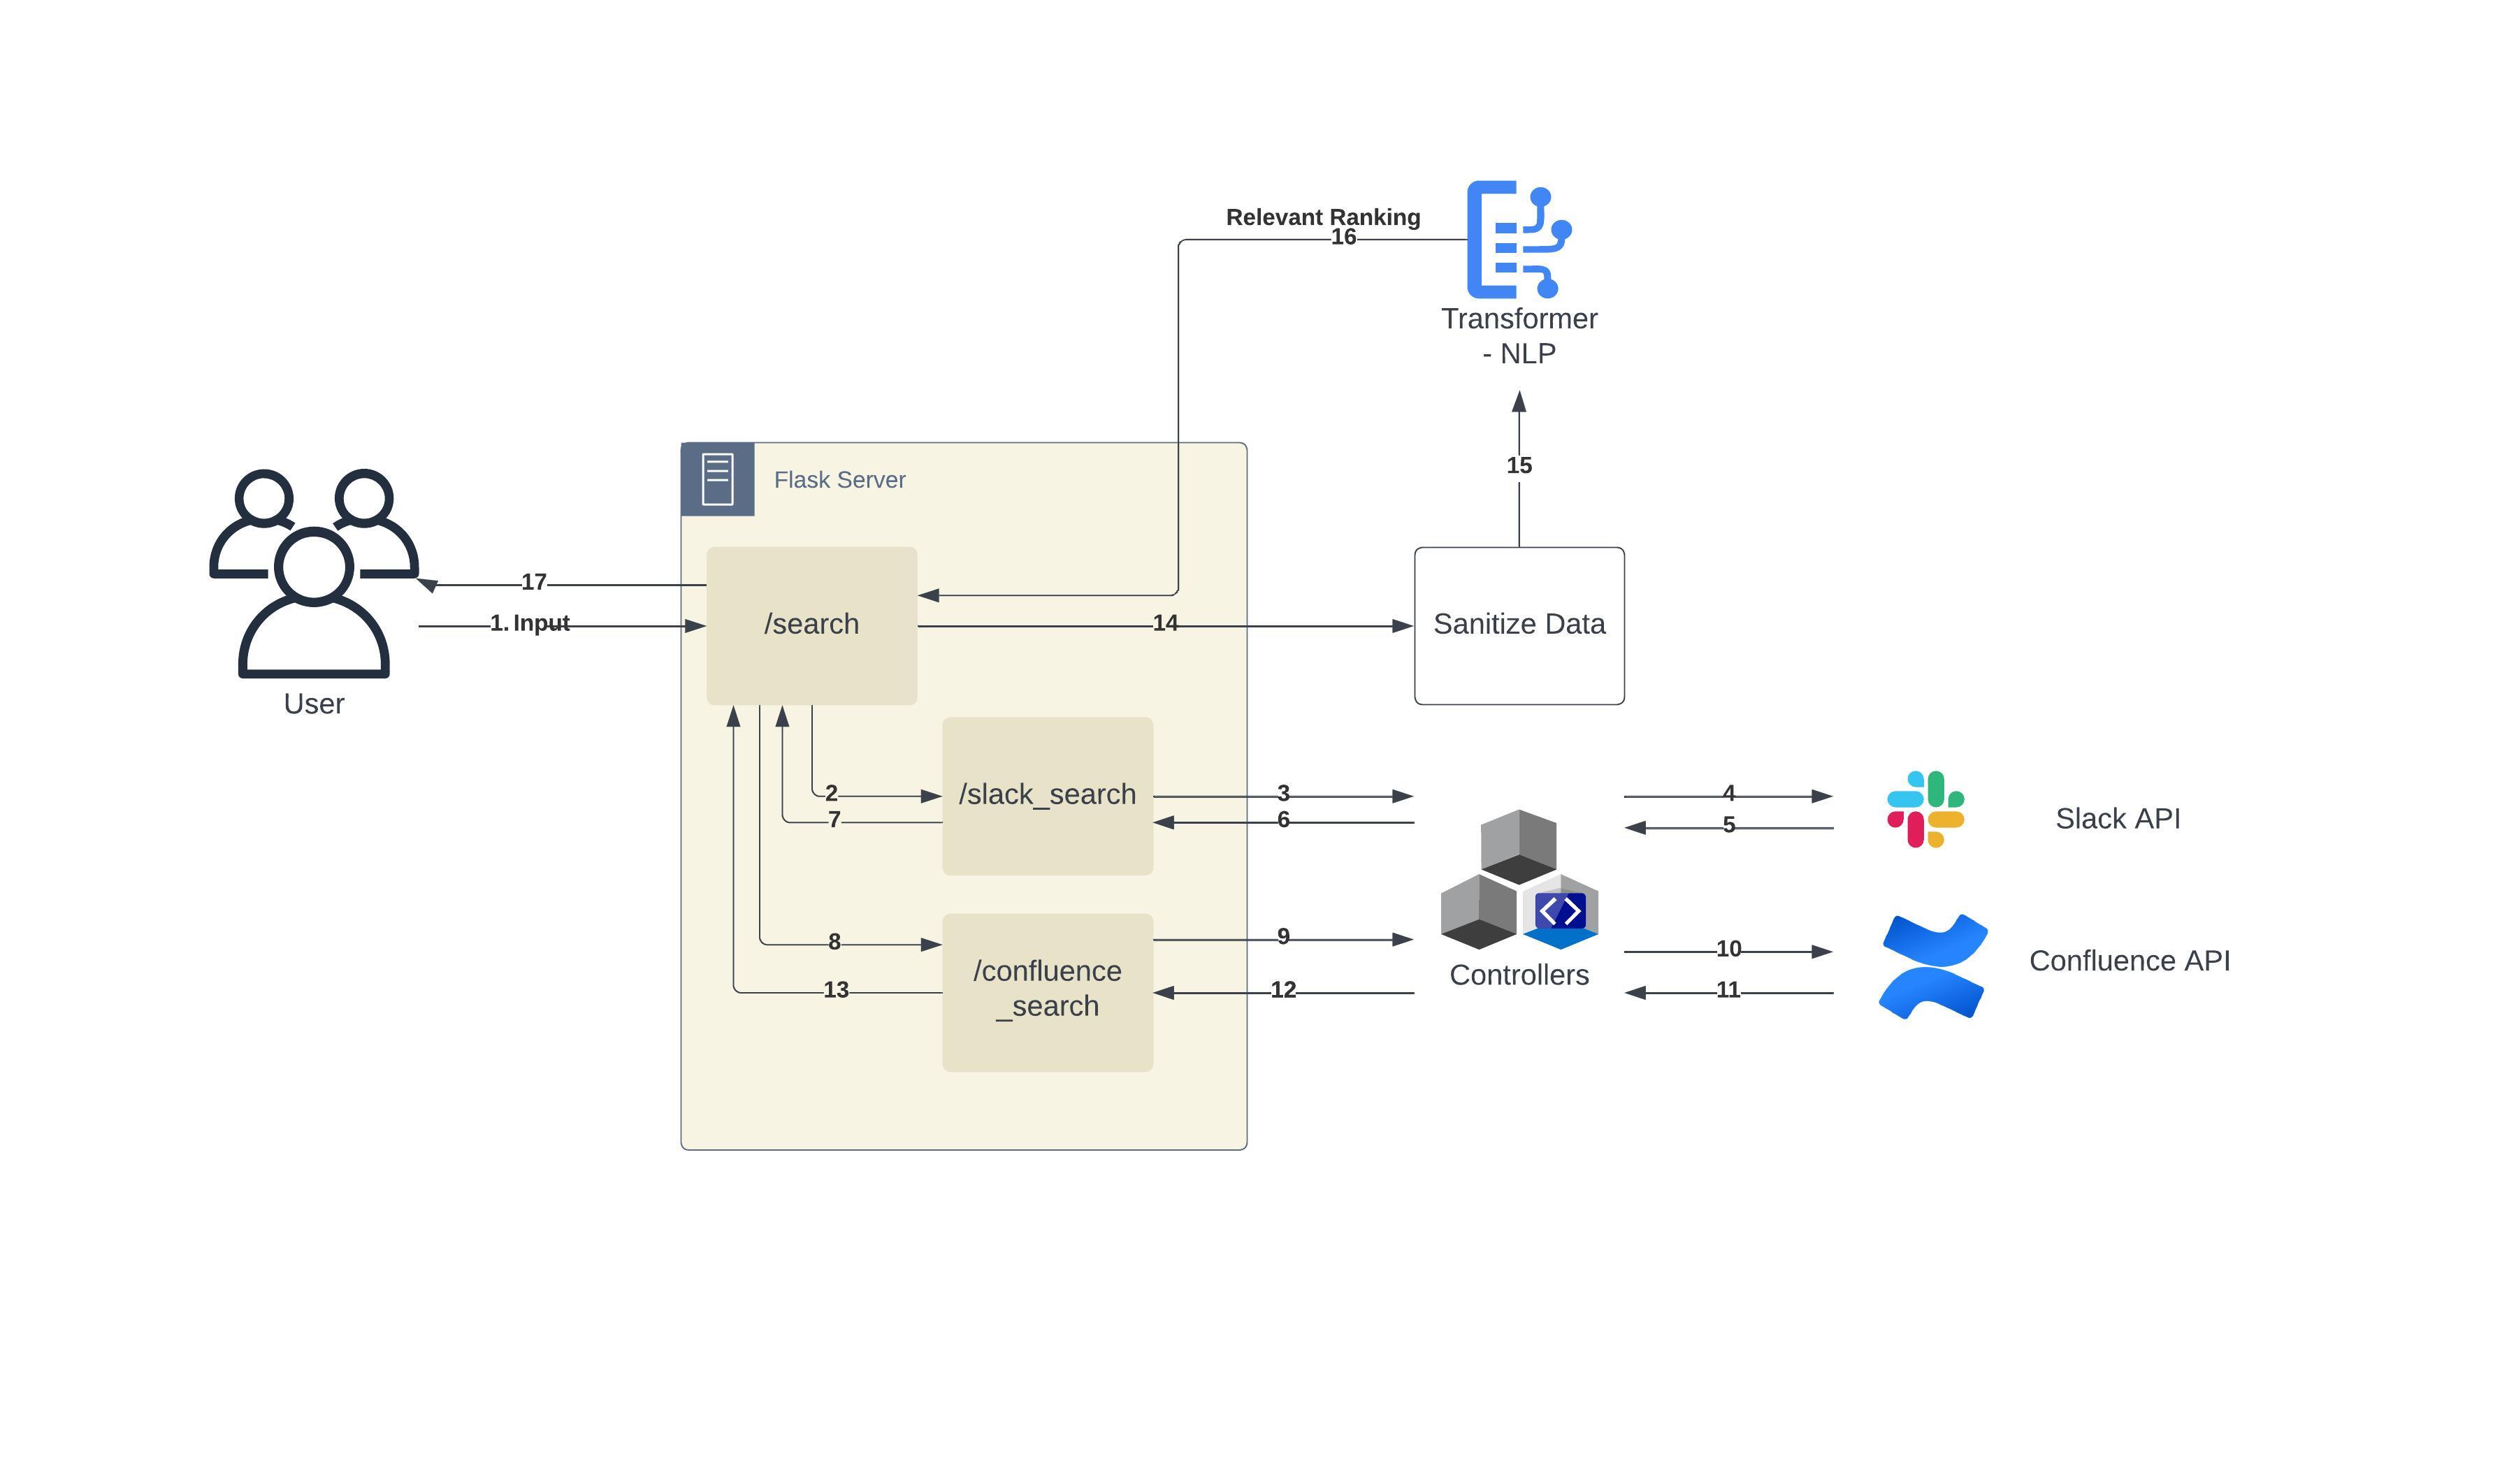 Relevant Ranking
16
Transformer
- NLP
15
Flask Server
17
1. Input
/search
14
Sanitize Data
User
2
7
/slack_search
3
6
4
5
Slack API
8
13
/confluence
_search
9
12
Controllers
10
11
Confluence API